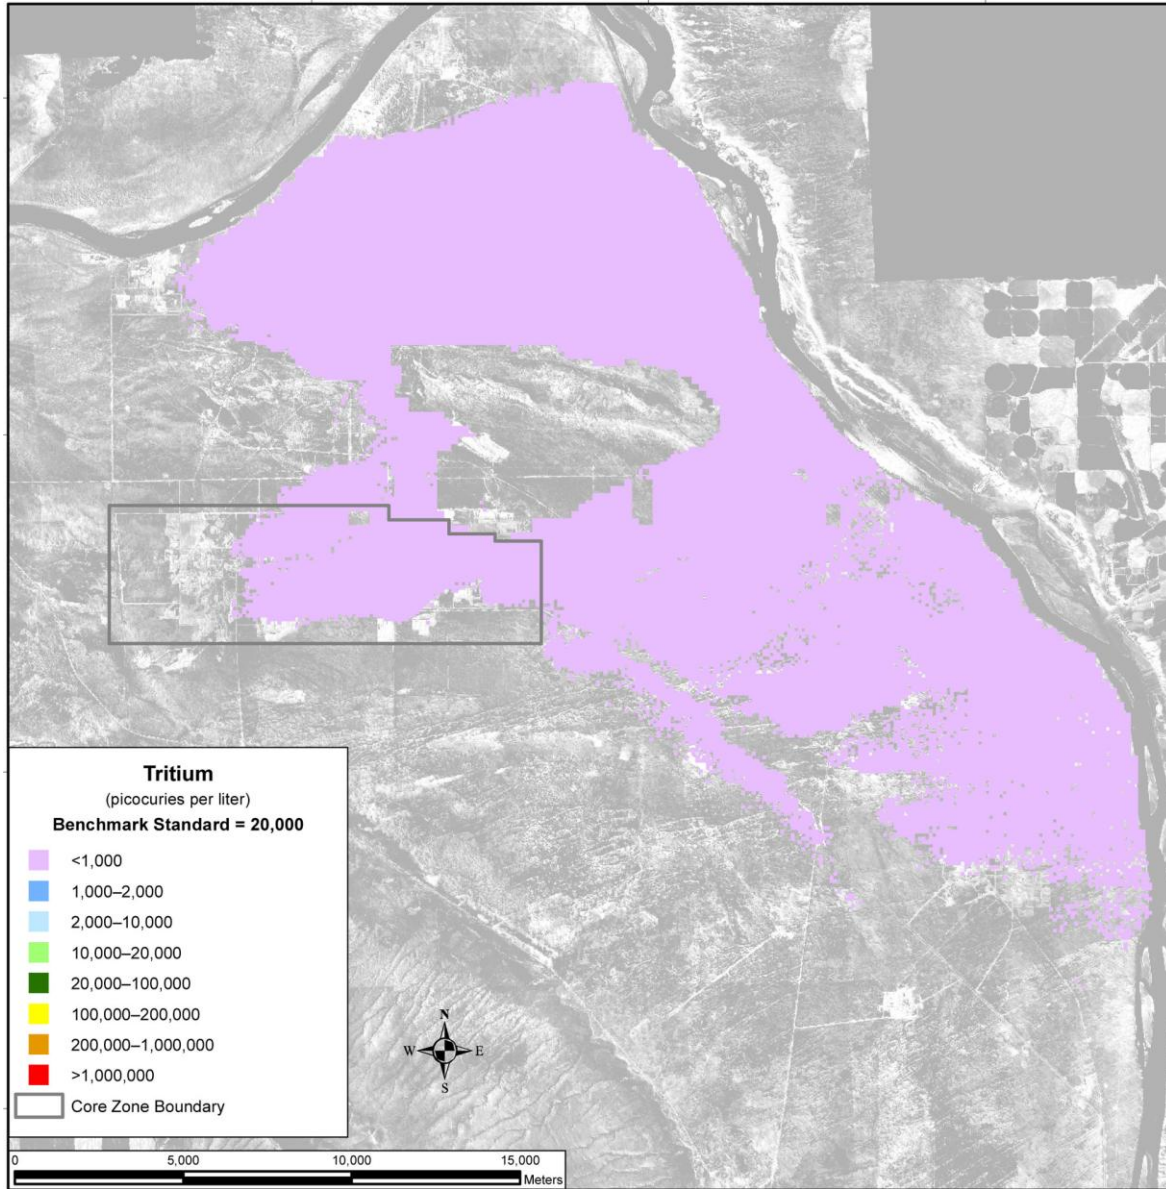 Tritium
(picocuries per liter)
Benchmark Standard = 20,000
<1,000
1,000–2,000
2,000–10,000
10,000–20,000
20,000–100,000
100,000–200,000
200,000–1,000,000
>1,000,000
Core Zone Boundary
N
W E
S
0 5,000 10,000 15,000
Meters